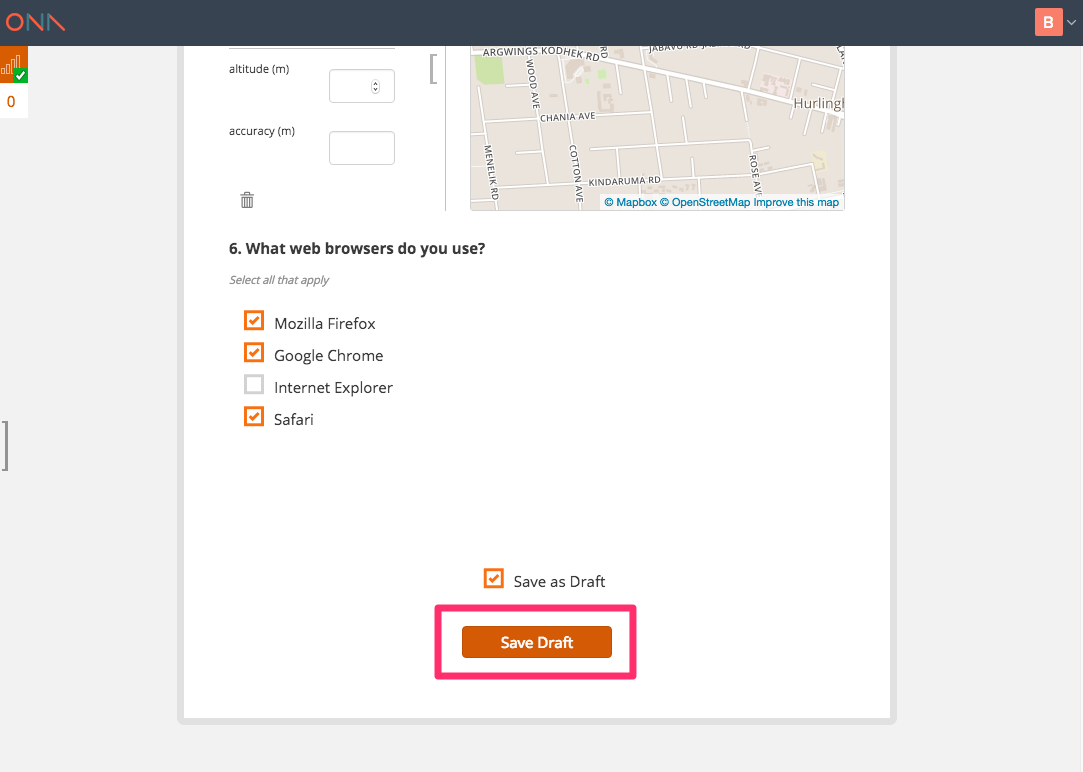 ONA
B
0
altitude (m)
accuracy (m)
ARGWINGS KODHEK RD
WOOD AVE
CHANIA AVE
Hurlingh
MENELIK RD
COTTON AVE
KINDARUMA RD
ROSE AVE
© Mapbox © OpenStreetMap Improve this map
6. What web browsers do you use?
Select all that apply
Mozilla Firefox
Google Chrome
Internet Explorer
Safari
Save as Draft
Save Draft